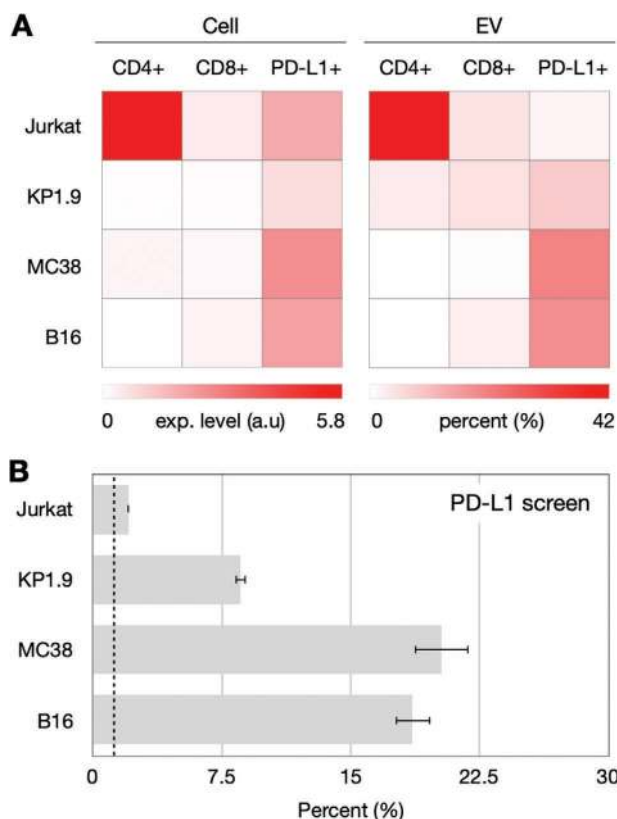 A
Cell EV
CD4+ CD8+ PD-L1+ CD4+ CD8+ PD-L1+
Jurkat
KP1.9
MC38
B16
0 exp. level (a.u) 5.8 0 percent (%) 42
B
PD-L1 screen
Jurkat
KP1.9
MC38
B16
0 7.5 15 22.5 30
Percent (%)